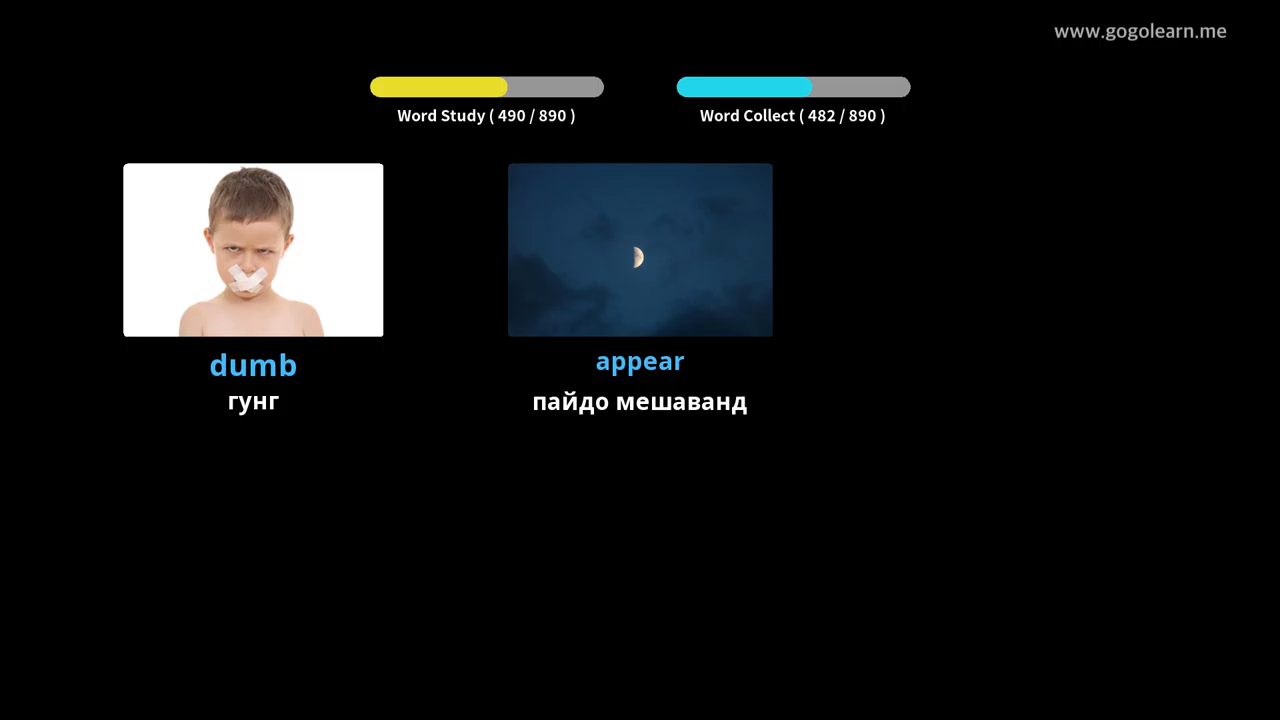 www.gogolearn.me
Word Study ( 490 / 890 )
Word Collect ( 482 / 890 )
dumb
гунг
appear
пайдо мешаванд